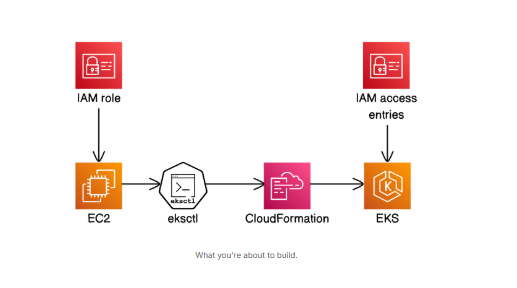 IAM role
IAM access
entries
EC2
eksctl
eksctl
CloudFormation
K
EKS
What you're about to build.